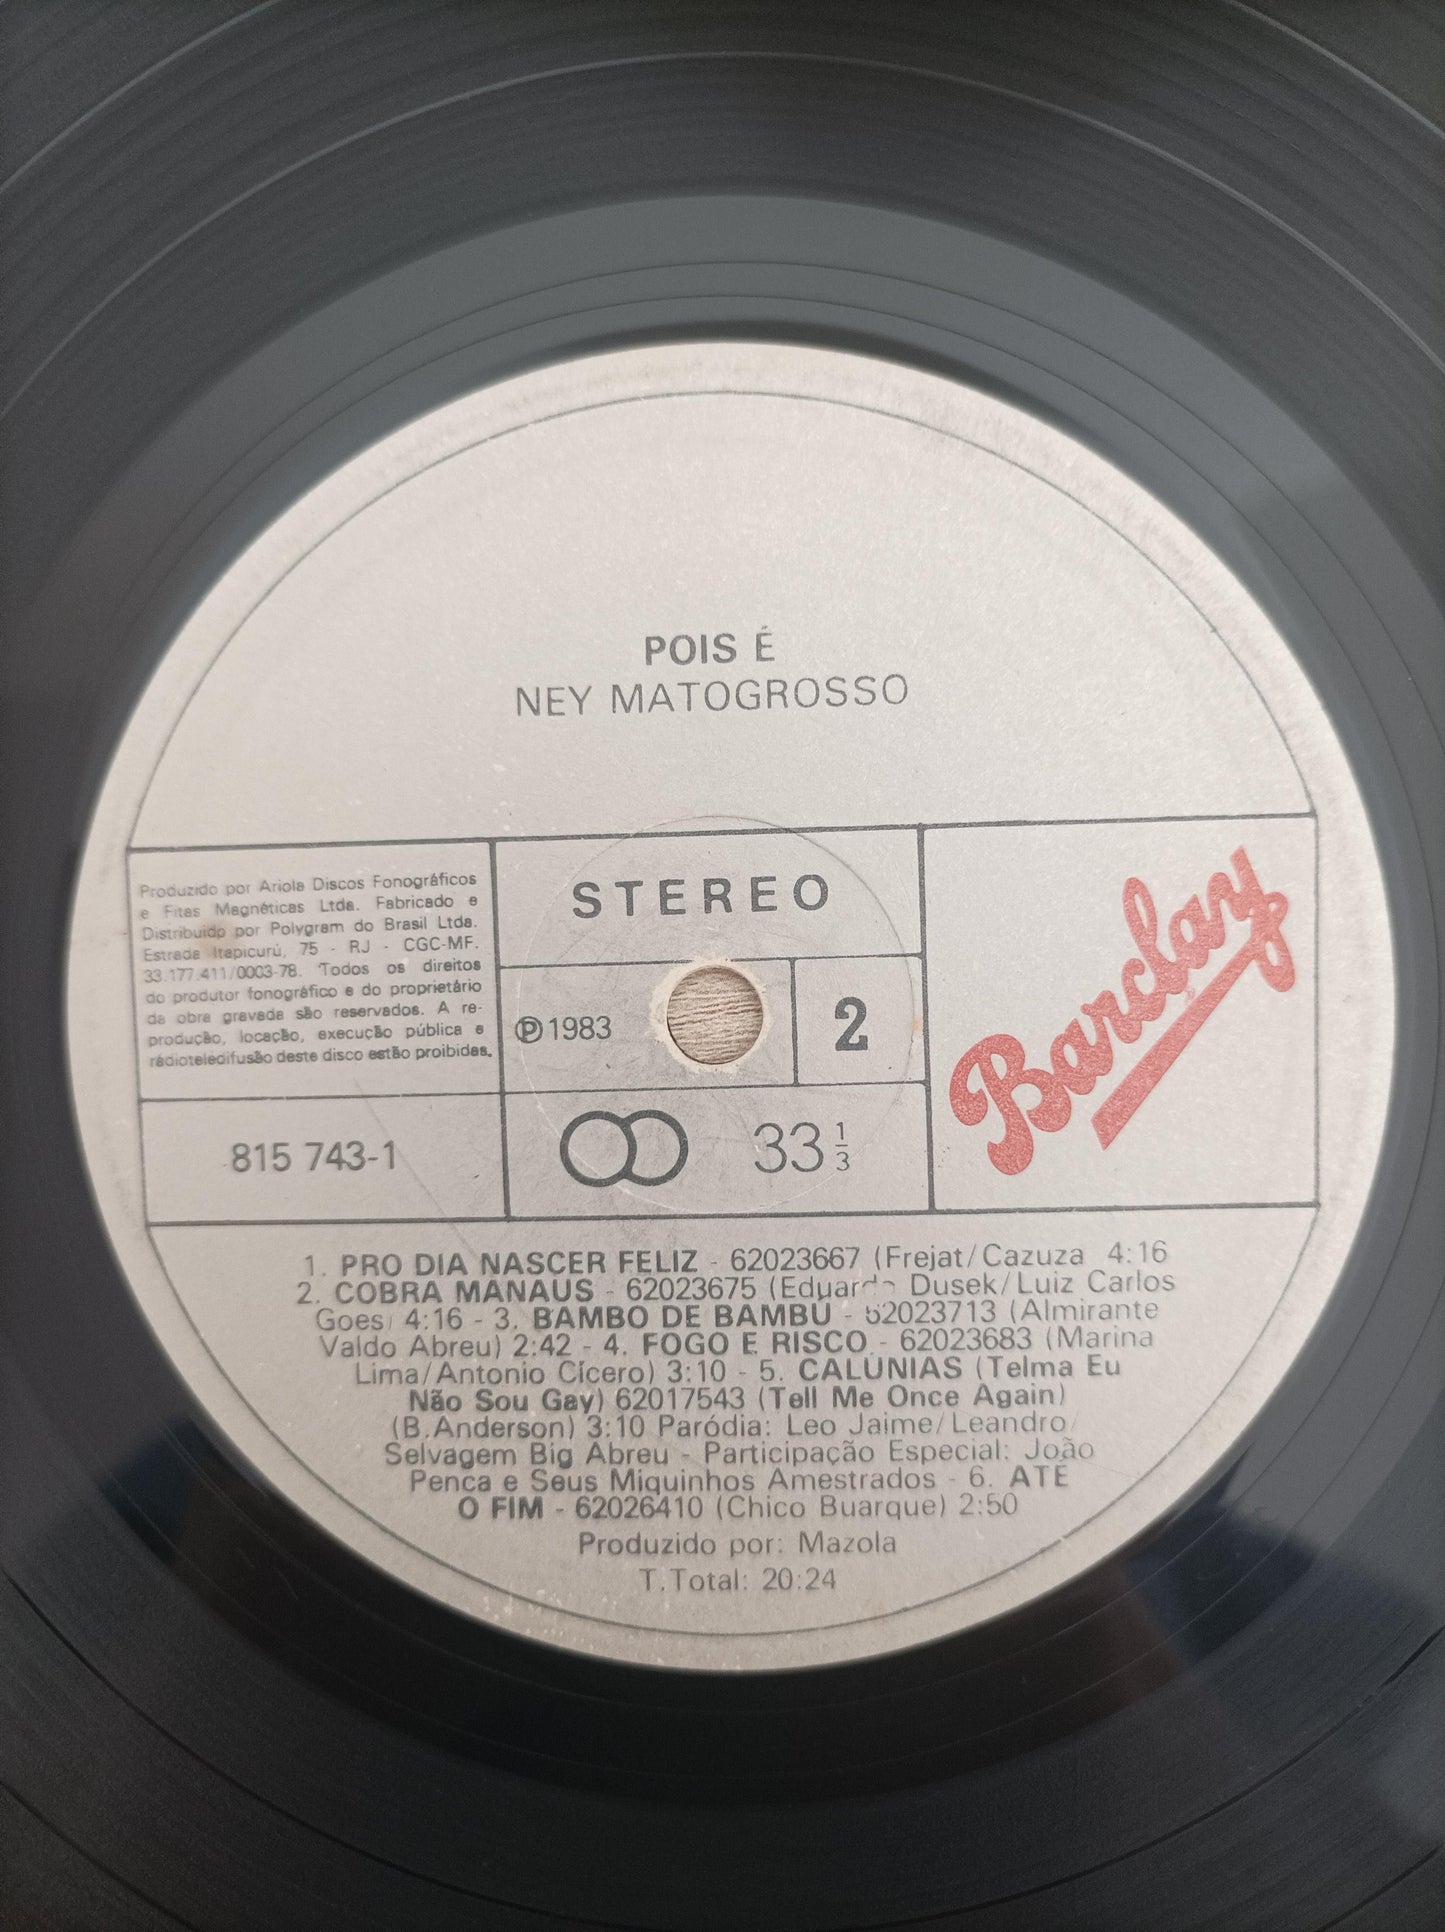 POIS É
NEY MATOGROSSO
Produzido por Ariola Discos Fonográficos
e Fitas Magnéticas Ltda. Fabricado e
Distribuido por Polygram do Brasil Ltda.
Estrada Itapicurú, 75 - RJ - CGC-MF.
33.177.411/0003-78. Todos os direitos
do produtor fonográfico e do proprietário
da obra gravada são reservados. A re-
produção, locação, execução pública e
rádioteledifusão deste disco estão proibidas.
STEREO
℗ 1983
2
Barclay
815 743-1
33 1/3
1. PRO DIA NASCER FELIZ - 62023667 (Frejat/Cazuza 4:16
2. COBRA MANAUS - 62023675 (Eduardo Dusek/Luiz Carlos
Goes) 4:16 - 3. BAMBO DE BAMBU - 62023713 (Almirante
Valdo Abreu) 2:42 - 4. FOGO E RISCO - 62023683 (Marina
Lima/Antonio Cícero) 3:10 - 5. CALÚNIAS (Telma Eu
Não Sou Gay) 62017543 (Tell Me Once Again)
(B.Anderson) 3:10 Paródia: Leo Jaime/Leandro/
Selvagem Big Abreu - Participação Especial: João
Penca e Seus Miquinhos Amestrados - 6. ATÉ
O FIM - 62026410 (Chico Buarque) 2:50
Produzido por: Mazola
T.Total: 20:24